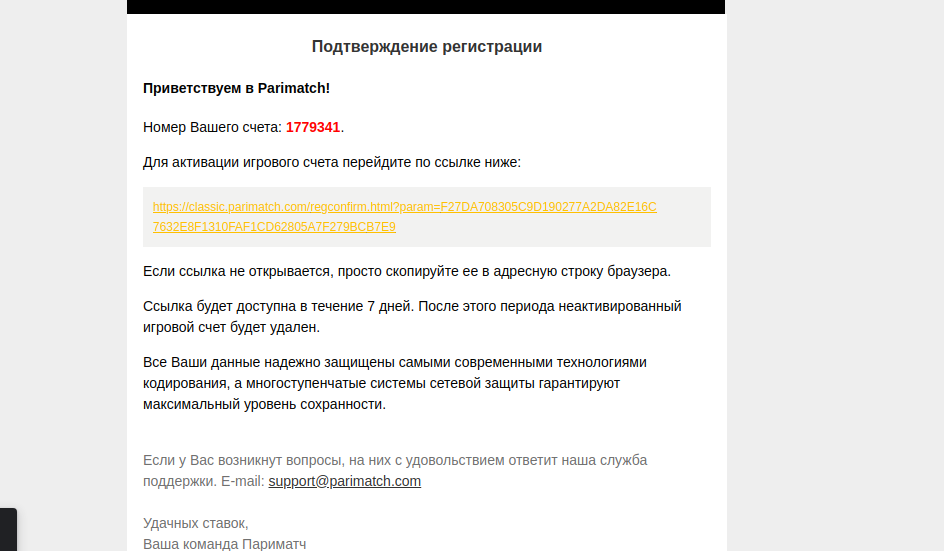 Подтверждение регистрации
Приветствуем в Parimatch!
Номер Вашего счета: 1779341.
Для активации игрового счета перейдите по ссылке ниже:
https://classic.parimatch.com/regconfirm.html?param=F27DA708305C9D190277A2DA82E16C
7632E8F1310FAF1CD62805A7F279BCB7E9
Если ссылка не открывается, просто скопируйте ее в адресную строку браузера.
Ссылка будет доступна в течение 7 дней. После этого периода неактивированный
игровой счет будет удален.
Все Ваши данные надежно защищены самыми современными технологиями
кодирования, а многоступенчатые системы сетевой защиты гарантируют
максимальный уровень сохранности.
Если у Вас возникнут вопросы, на них с удовольствием ответит наша служба
поддержки. E-mail: support@parimatch.com
Удачных ставок,
Ваша команда Париматч